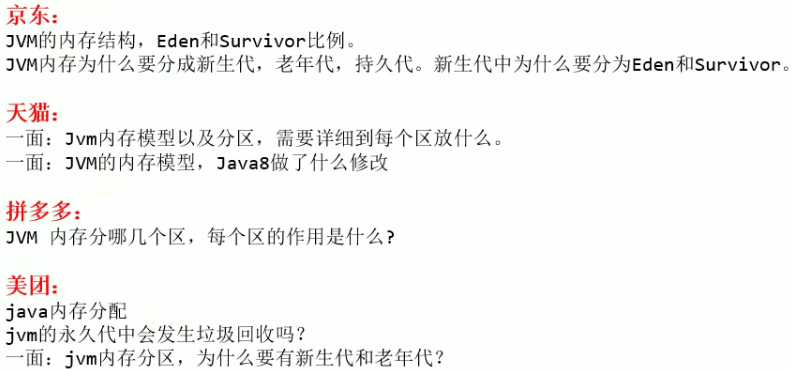 京东：
JVM的内存结构，Eden和Survivor比例。
JVM内存为什么要分成新生代，老年代，持久代。新生代中为什么要分为Eden和Survivor。
天猫：
一面：Jvm内存模型以及分区，需要详细到每个区放什么。
一面：JVM的内存模型，Java8做了什么修改
拼多多：
JVM 内存分哪几个区，每个区的作用是什么?
美团：
java内存分配
jvm的永久代中会发生垃圾回收吗？
一面：jvm内存分区，为什么要有新生代和老年代？